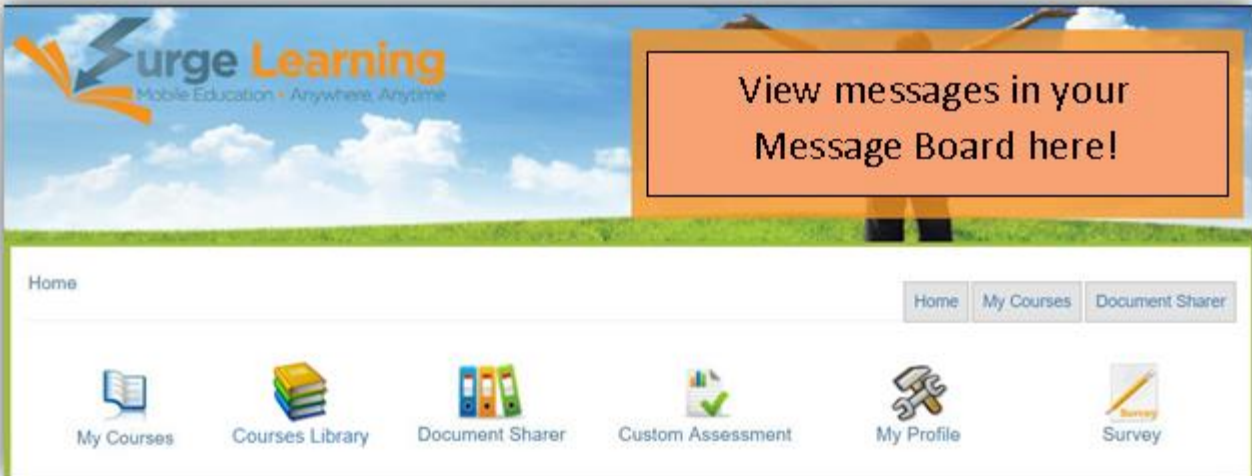 Surge Learning
Mobile Education • Anywhere, Anytime
View messages in your
Message Board here!
Home
Home My Courses Document Sharer
My Courses Courses Library Document Sharer Custom Assessment My Profile Survey
Survey